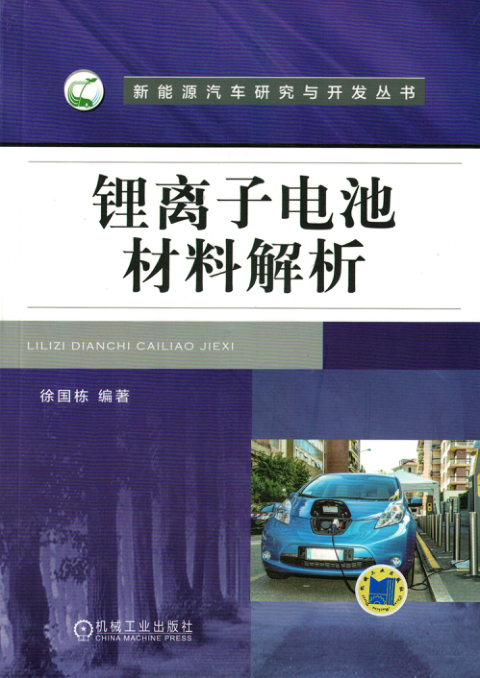 新能源汽车研究与开发丛书
锂离子电池
材料解析
LILIZI DIANCHI CAILIAO JIEXI
徐国栋 编著
机械工业出版社
CHINA MACHINE PRESS